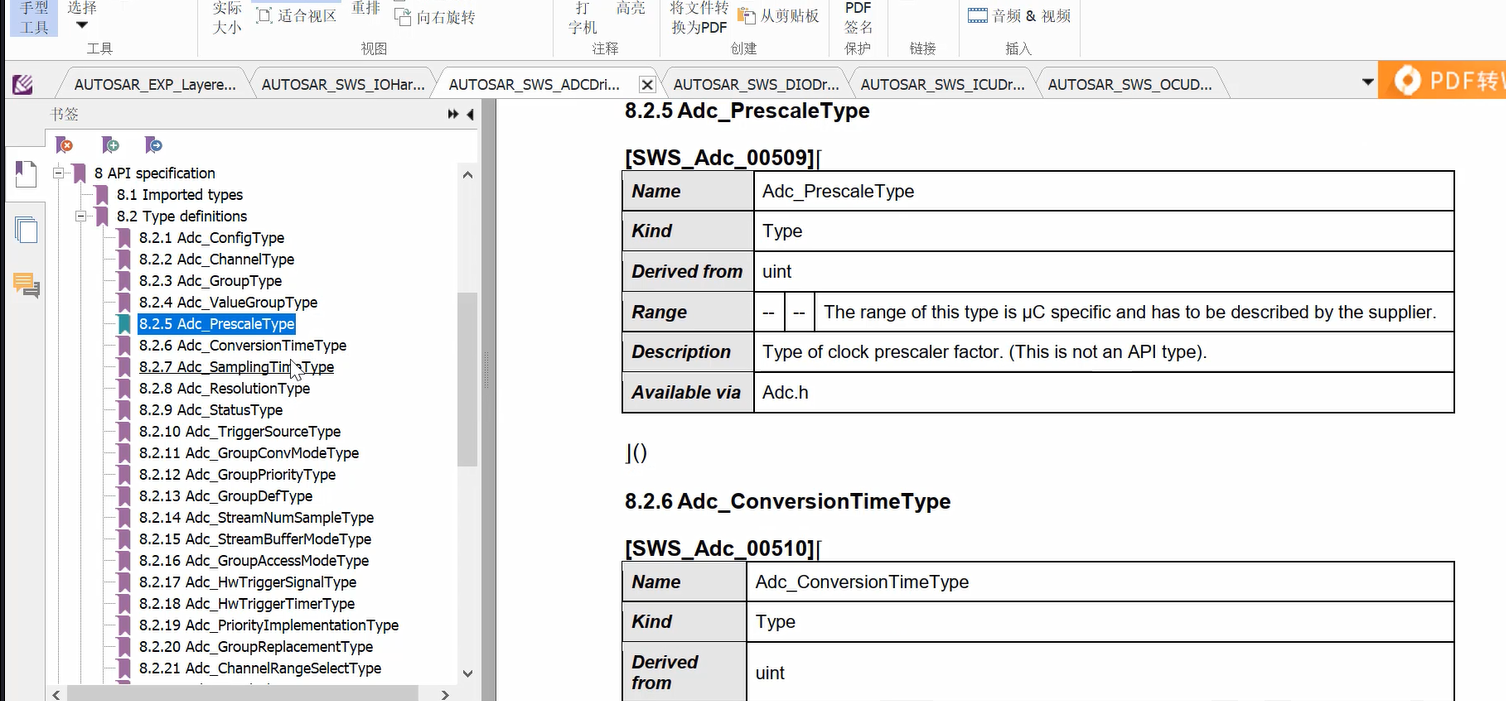 手型 选择 实际 适合视区 重排 向右旋转 打 高亮 将文件转 从剪贴板 PDF 音频 & 视频
工具 大小 字机 换为PDF 签名
工具 视图 注释 创建 保护 链接 插入
AUTOSAR_EXP_Layere... AUTOSAR_SWS_IOHar... AUTOSAR_SWS_ADCDri... AUTOSAR_SWS_DIODr... AUTOSAR_SWS_ICUDr... AUTOSAR_SWS_OCUD... PDF转W
书签
8 API specification
8.1 Imported types
8.2 Type definitions
8.2.1 Adc_ConfigType
8.2.2 Adc_ChannelType
8.2.3 Adc_GroupType
8.2.4 Adc_ValueGroupType
8.2.5 Adc_PrescaleType
8.2.6 Adc_ConversionTimeType
8.2.7 Adc_SamplingTimeType
8.2.8 Adc_ResolutionType
8.2.9 Adc_StatusType
8.2.10 Adc_TriggerSourceType
8.2.11 Adc_GroupConvModeType
8.2.12 Adc_GroupPriorityType
8.2.13 Adc_GroupDefType
8.2.14 Adc_StreamNumSampleType
8.2.15 Adc_StreamBufferModeType
8.2.16 Adc_GroupAccessModeType
8.2.17 Adc_HwTriggerSignalType
8.2.18 Adc_HwTriggerTimerType
8.2.19 Adc_PriorityImplementationType
8.2.20 Adc_GroupReplacementType
8.2.21 Adc_ChannelRangeSelectType
8.2.5 Adc_PrescaleType
[SWS_Adc_00509]⌈
Name Adc_PrescaleType
Kind Type
Derived from uint
Range -- -- The range of this type is µC specific and has to be described by the supplier.
Description Type of clock prescaler factor. (This is not an API type).
Available via Adc.h
⌋()
8.2.6 Adc_ConversionTimeType
[SWS_Adc_00510]⌈
Name Adc_ConversionTimeType
Kind Type
Derived
from uint